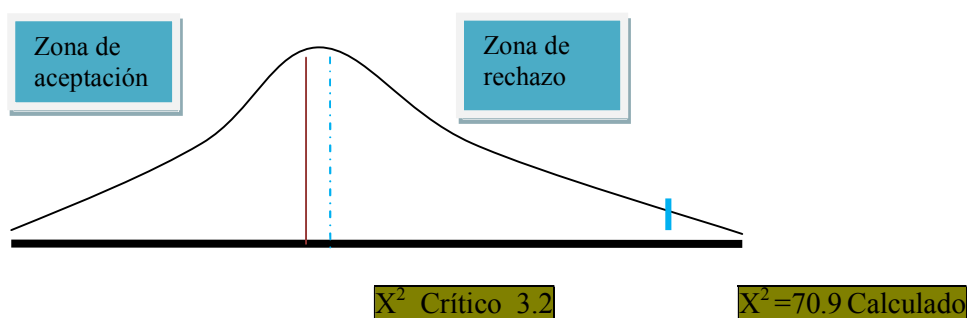 Zona de
aceptación
Zona de
rechazo
X² Crítico 3.2
X²=70.9 Calculado